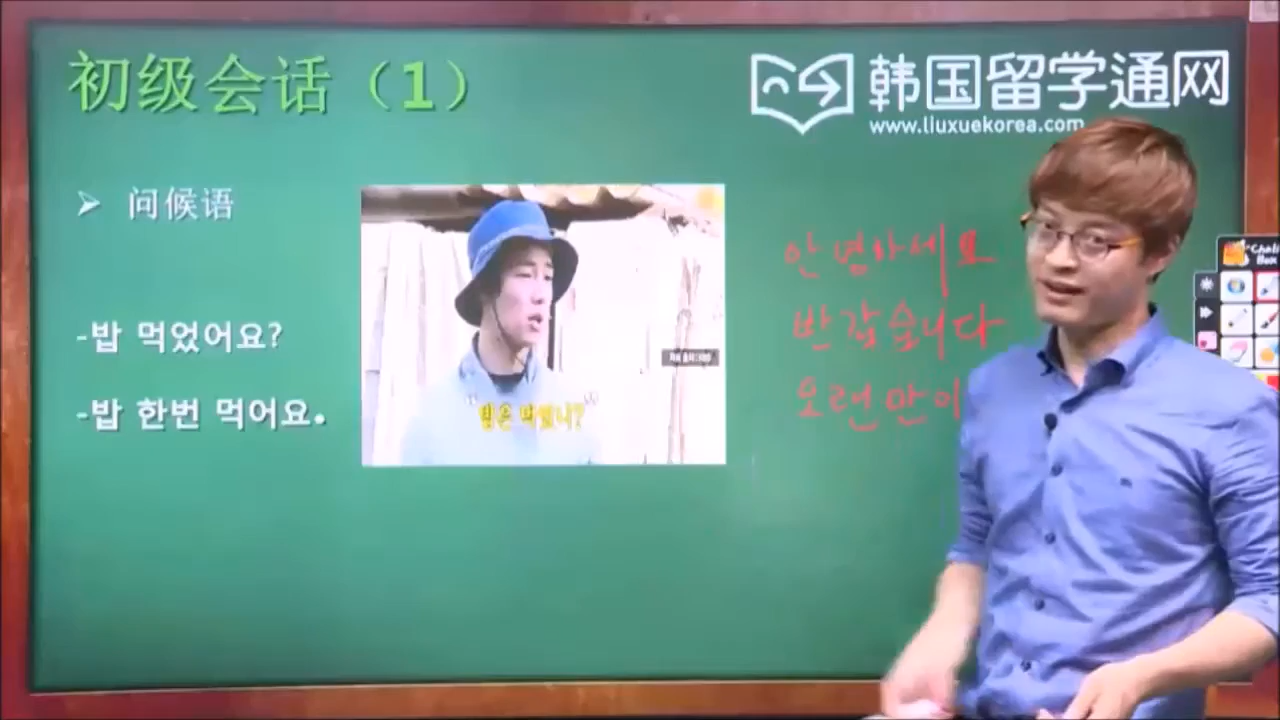 初级会话（1）
韩国留学通网
www.liuxuekorea.com
➢ 问候语
-밥 먹었어요?
-밥 한번 먹어요.
"밥은 먹었니?"
안녕하세요
반갑습니다
오랜만이